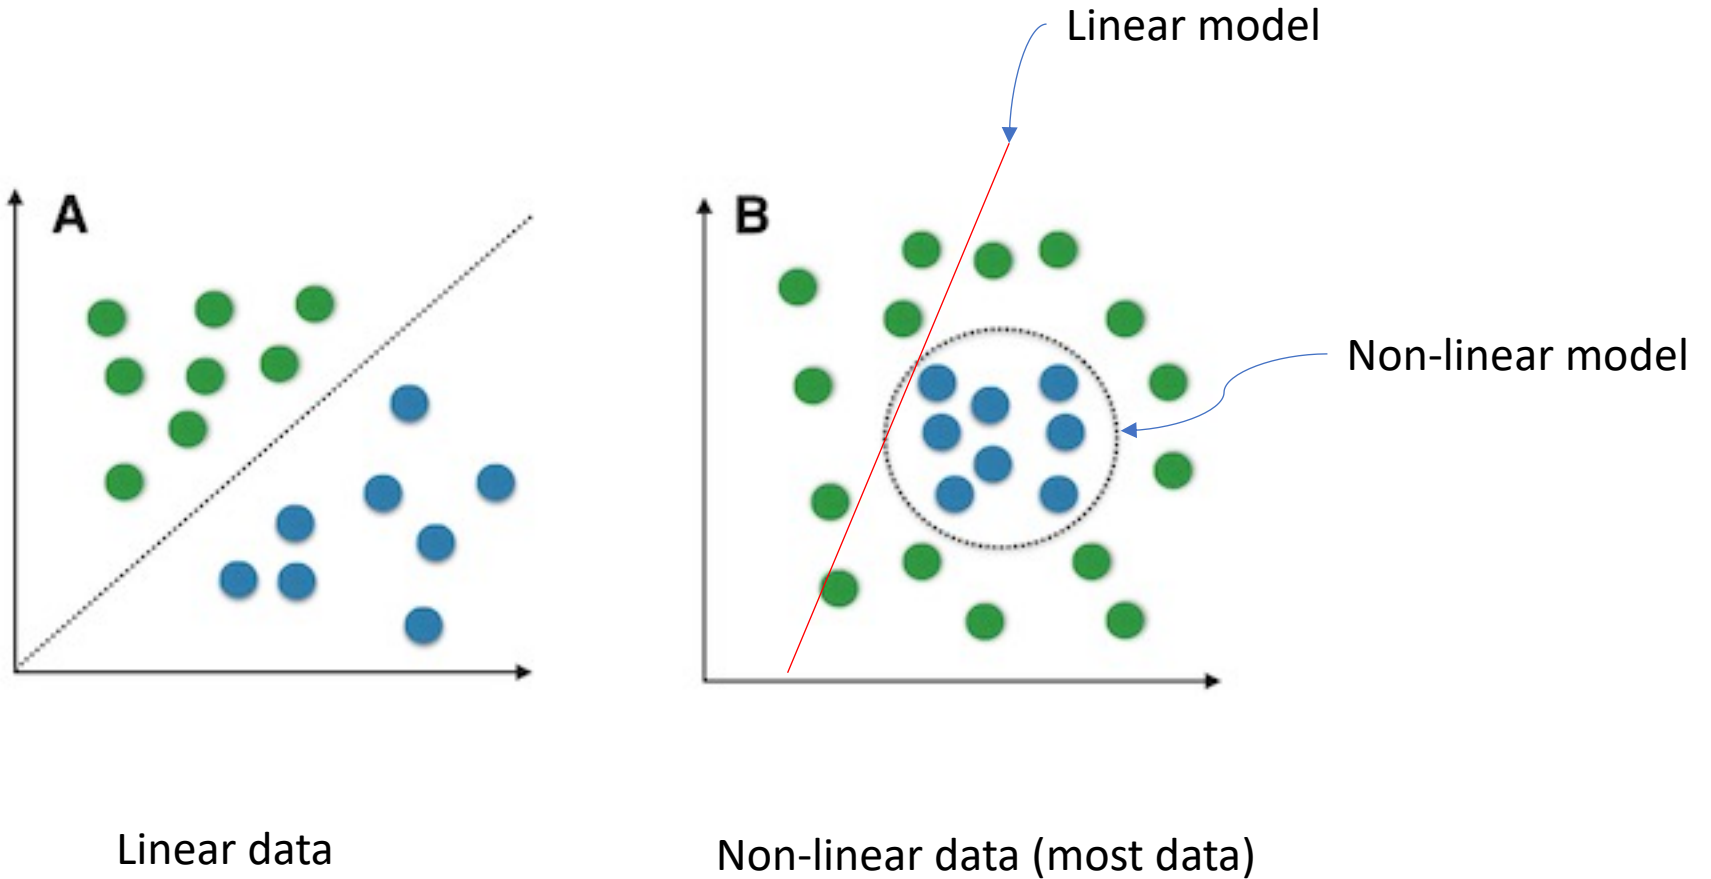 Linear model
A
B
Non-linear model
Linear data
Non-linear data (most data)